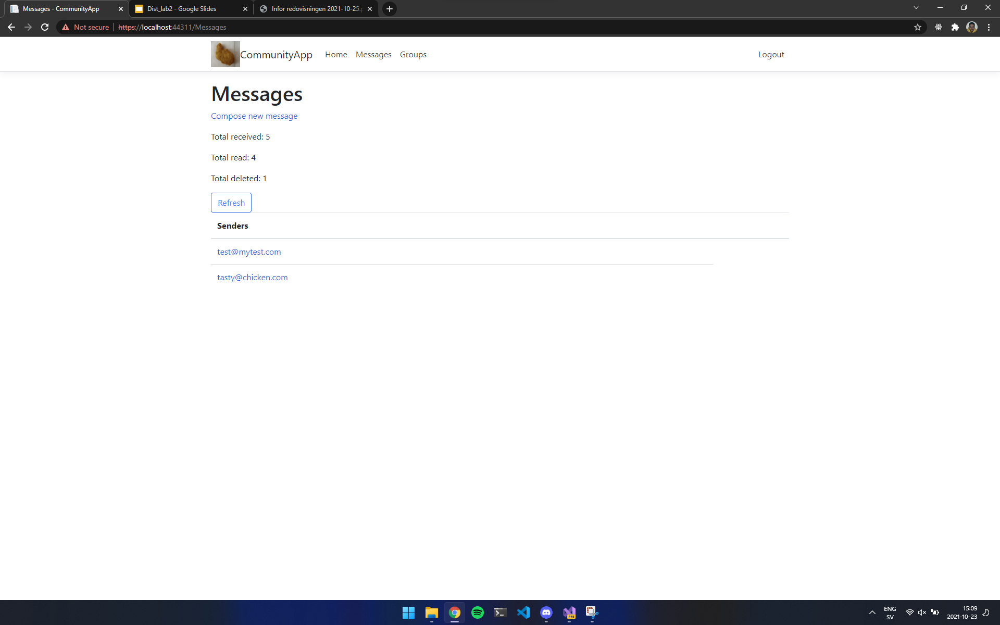 Messages - CommunityApp
Dist_lab2 - Google Slides
Inför redovisningen 2021-10-25.p
Not secure
https://localhost:44311/Messages
CommunityApp Home Messages Groups Logout
Messages
Compose new message
Total received: 5
Total read: 4
Total deleted: 1
Refresh
Senders
test@mytest.com
tasty@chicken.com
PRE
ENG
SV
15:09
2021-10-23